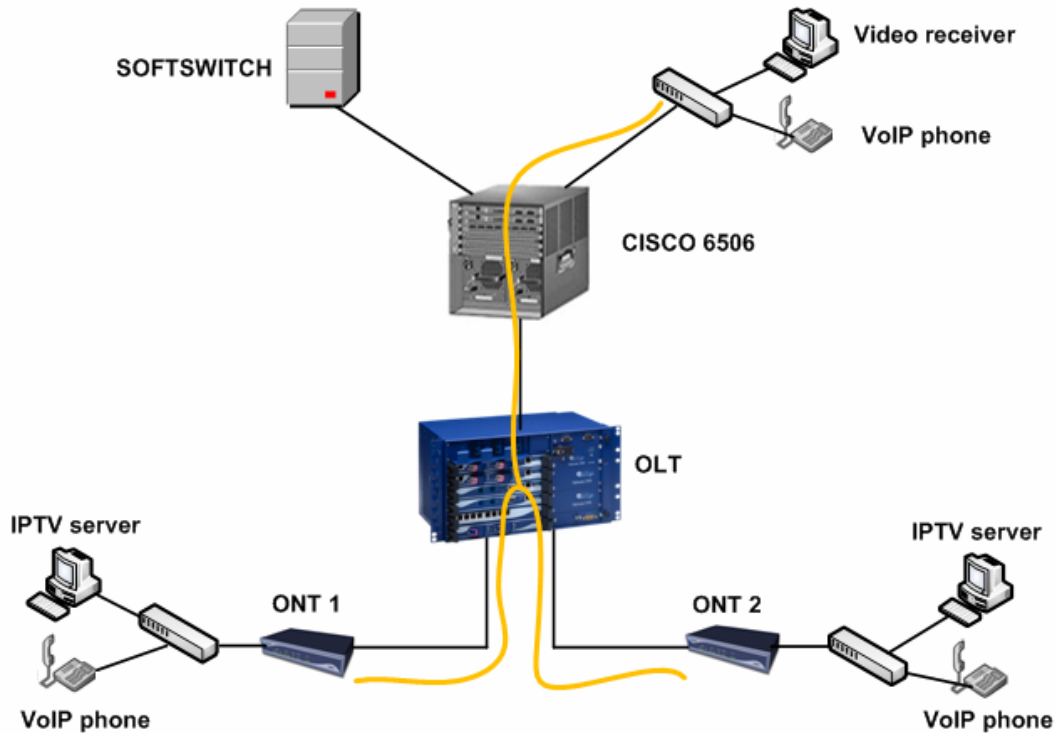 Video receiver
SOFTSWITCH
VoIP phone
CISCO 6506
OLT
IPTV server
IPTV server
ONT 1
ONT 2
VoIP phone
VoIP phone